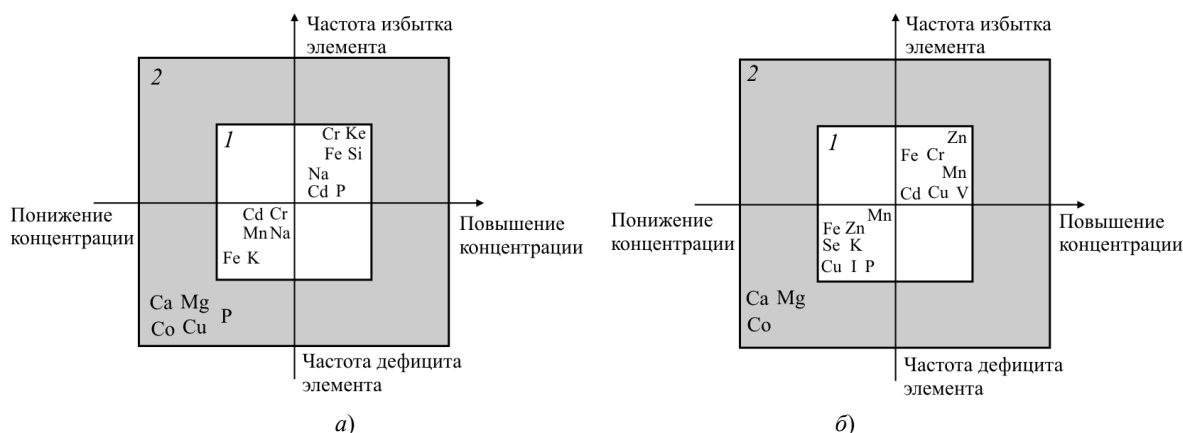 Частота избытка
элемента
2
1
Cr Ke
Fe Si
Na
Cd P
Понижение
концентрации
Повышение
концентрации
Cd Cr
Mn Na
Fe K
Ca Mg
P
Co Cu
Частота дефицита
элемента
а)
Частота избытка
элемента
2
1
Zn
Fe Cr
Mn
Cd Cu V
Понижение
концентрации
Повышение
концентрации
Mn
Fe Zn
Se K
Cu I P
Ca Mg
Co
Частота дефицита
элемента
б)